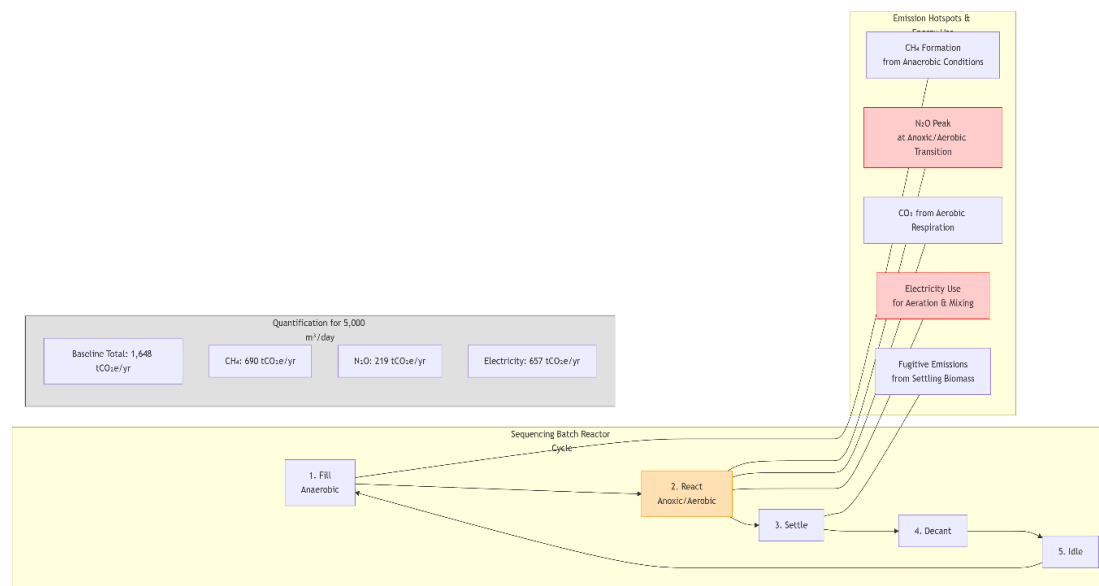 Emission Hotspots &
Energy Use
CH₄ Formation
from Anaerobic Conditions
N₂O Peak
at Anoxic/Aerobic
Transition
CO₂ from Aerobic
Respiration
Electricity Use
for Aeration & Mixing
Fugitive Emissions
from Settling Biomass
Quantification for 5,000
m³/day
Baseline Total: 1,648
tCO₂e/yr
CH₄: 690 tCO₂e/yr
N₂O: 219 tCO₂e/yr
Electricity: 657 tCO₂e/yr
Sequencing Batch Reactor
Cycle
1. Fill
Anaerobic
2. React
Anoxic/Aerobic
3. Settle
4. Decant
5. Idle